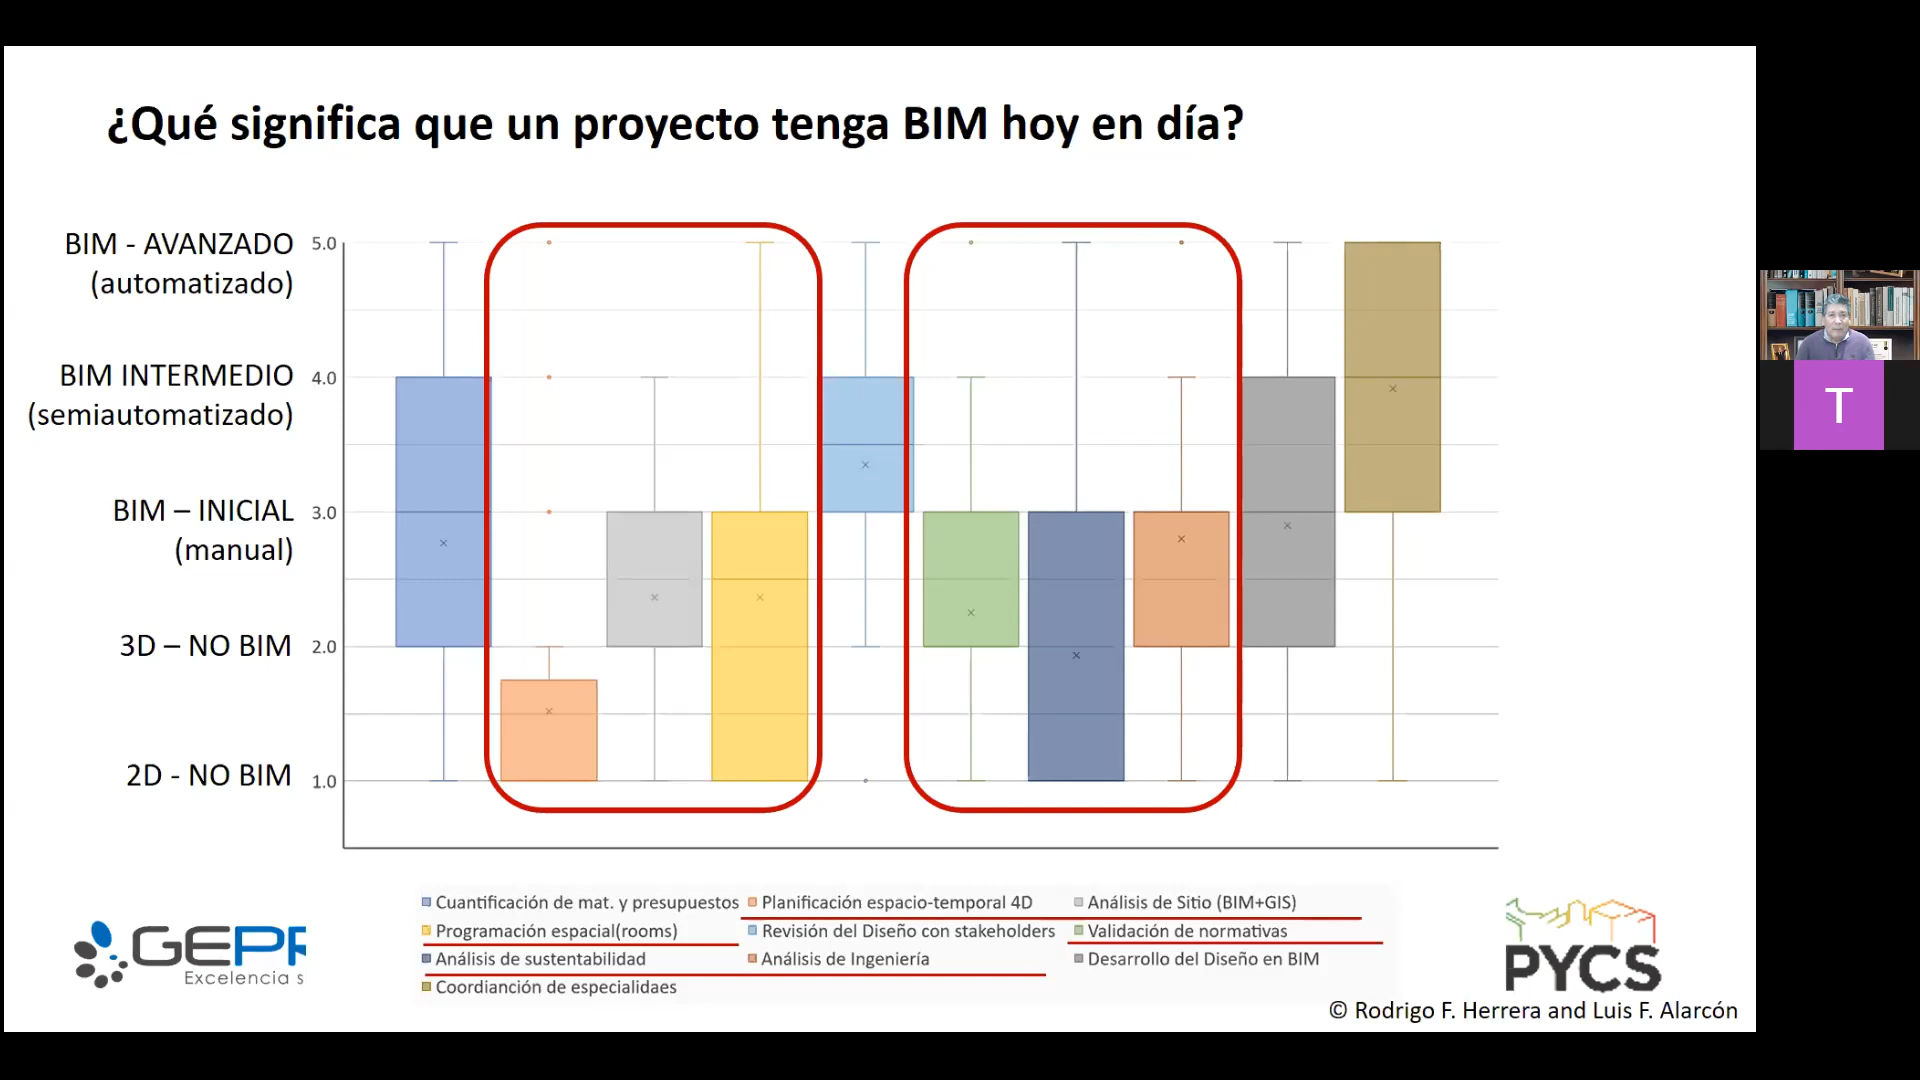 ¿Qué significa que un proyecto tenga BIM hoy en día?
BIM - AVANZADO
(automatizado)
5.0
BIM INTERMEDIO
(semiautomatizado)
4.0
BIM – INICIAL
(manual)
3.0
3D – NO BIM
2.0
2D - NO BIM
1.0
Cuantificación de mat. y presupuestos
Planificación espacio-temporal 4D
Análisis de Sitio (BIM+GIS)
Programación espacial(rooms)
Revisión del Diseño con stakeholders
Validación de normativas
Análisis de sustentabilidad
Análisis de Ingeniería
Desarrollo del Diseño en BIM
Coordianción de especialidaes
GEPR
Excelencia s
PYCS
© Rodrigo F. Herrera and Luis F. Alarcón
T